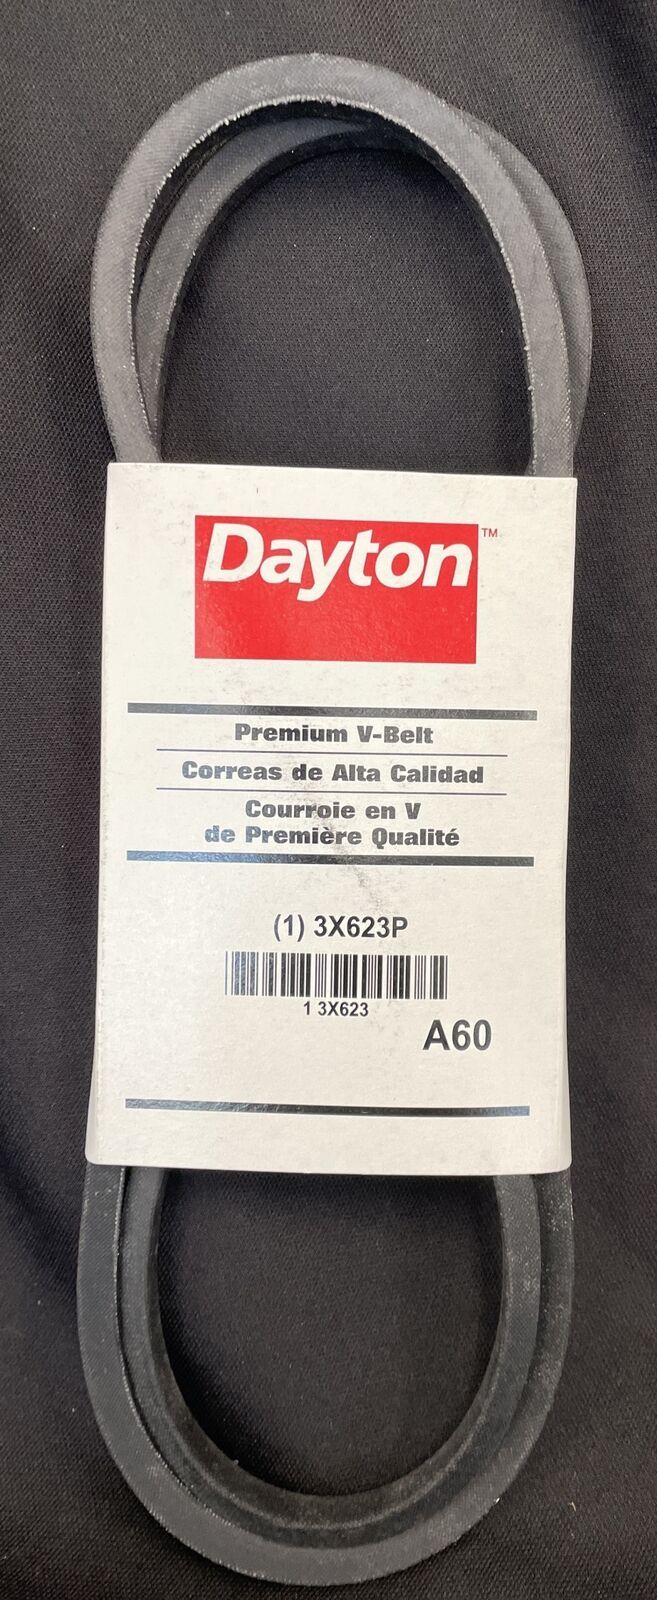 Dayton™
Premium V-Belt
Correas de Alta Calidad
Courroie en V
de Première Qualité
(1) 3X623P
1 3X623
A60